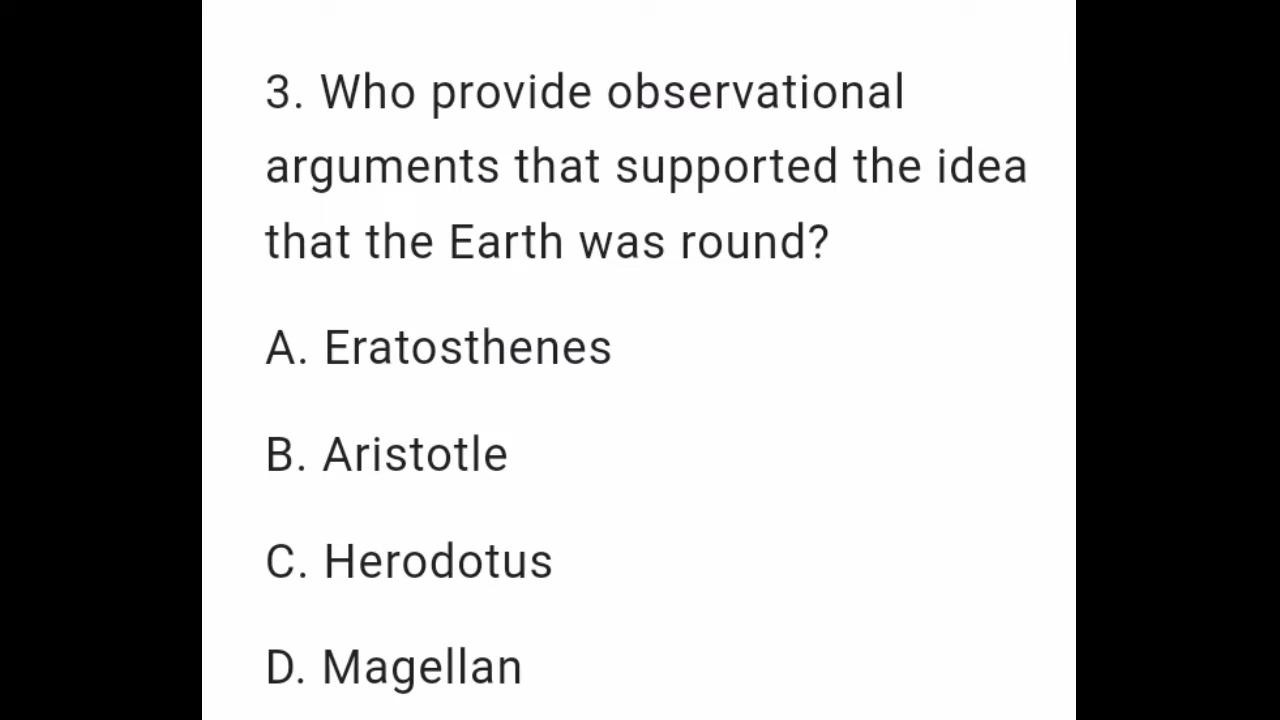 3. Who provide observational
arguments that supported the idea
that the Earth was round?
A. Eratosthenes
B. Aristotle
C. Herodotus
D. Magellan